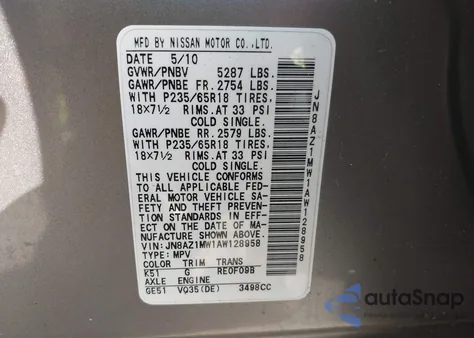 MFD BY NISSAN MOTOR CO.,LTD.
DATE 5/10
GVWR/PNBV 5287 LBS.
GAWR/PNBE FR. 2754 LBS.
WITH P235/65R18 TIRES,
18x7½ RIMS AT 33 PSI
COLD SINGLE.
GAWR/PNBE RR. 2579 LBS.
WITH P235/65R18 TIRES,
18x7½ RIMS AT 33 PSI
COLD SINGLE.
THIS VEHICLE CONFORMS
TO ALL APPLICABLE FED-
ERAL MOTOR VEHICLE SA-
FETY STANDARDS IN EFF-
ECT ON THE DATE OF MA-
NUFACTURE SHOWN ABOVE.
VIN:JN8AZ1MW1AW128958
TYPE: MPV
COLOR TRIM TRANS
K51 G RE0F09B
AXLE ENGINE
GE51 VQ35(DE) 3498CC
JN8AZ1MW1AW128958
autoSnap
www.autosnap.com